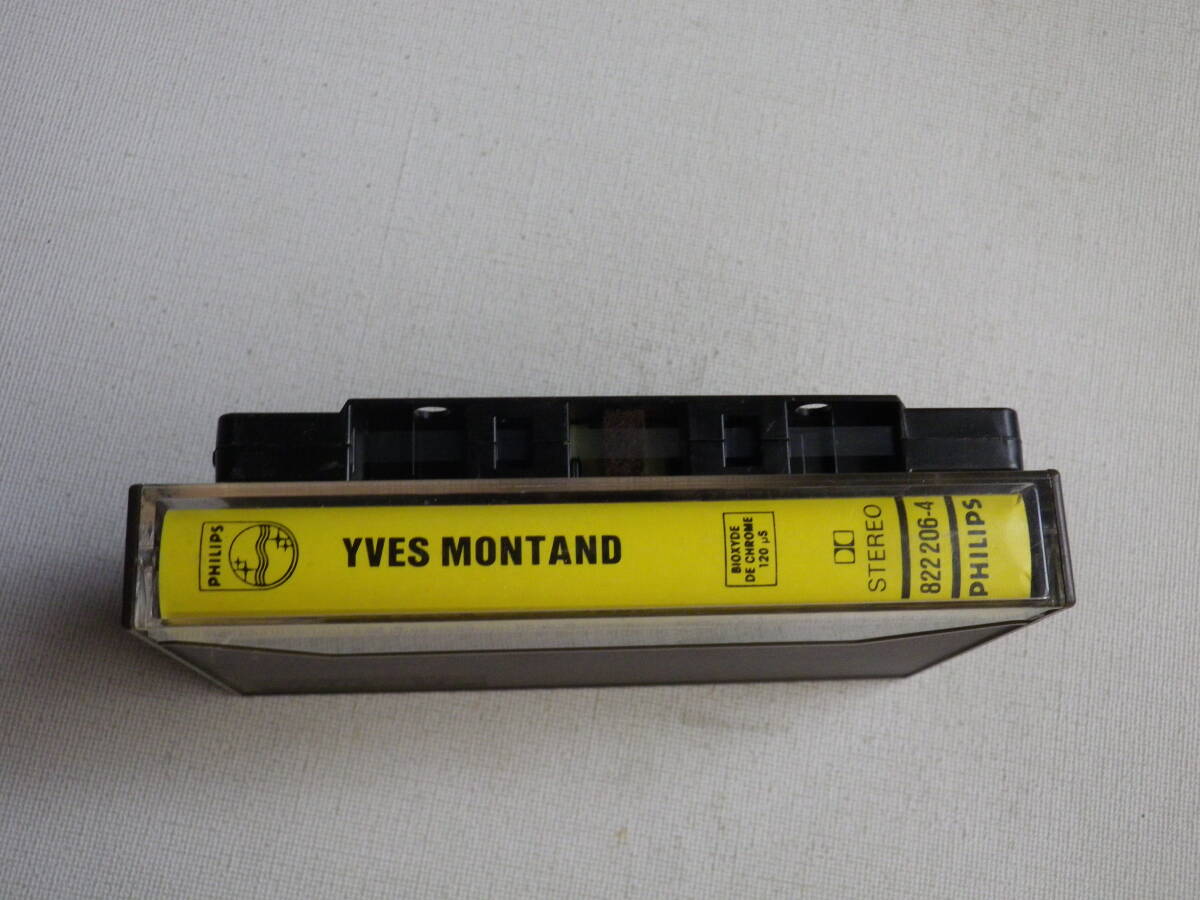 PHILIPS
YVES MONTAND
BIOXYDE
DE CHROME
120 µS
STEREO
822 206-4
PHILIPS